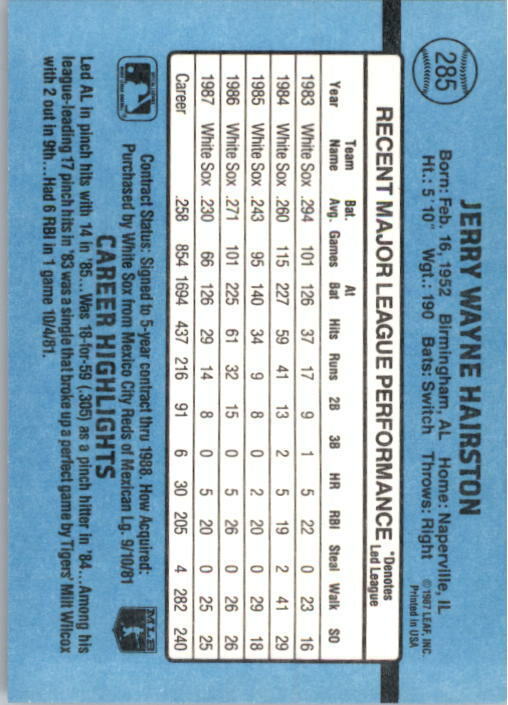 285
JERRY WAYNE HAIRSTON
Born: Feb. 16, 1952 Birmingham, AL Home: Naperville, IL
Ht.: 5'10" Wgt.: 190 Bats: Switch Throws: Right
©1987 LEAF, INC.
Printed in USA
RECENT MAJOR LEAGUE PERFORMANCE *Denotes Led League
Year Team Name Bat. Avg. Games At Bat Hits Runs 2B 3B HR RBI Steal Walk SO
1983 White Sox .294 101 126 37 17 9 1 5 22 0 23 16
1984 White Sox .260 115 227 59 41 13 2 5 19 2 41 29
1985 White Sox .243 95 140 34 9 8 0 2 20 0 29 18
1986 White Sox .271 101 225 61 32 15 0 5 26 0 26 26
1987 White Sox .230 66 126 29 14 8 0 5 20 0 25 25
Career .258 854 1694 437 216 91 6 30 205 4 282 240
Contract Status: Signed to 5-year contract thru 1988. How Acquired:
Purchased by White Sox from Mexico City Reds of Mexican Lg. 9/10/81
CAREER HIGHLIGHTS
Led AL in pinch hits with 14 in '85...Was 18-for-59 (.305) as a pinch hitter in '84...Among his
league-leading 17 pinch hits in '83 was a single that broke up a perfect game by Tigers' Milt Wilcox
with 2 out in 9th...Had 6 RBI in 1 game 10/4/81.